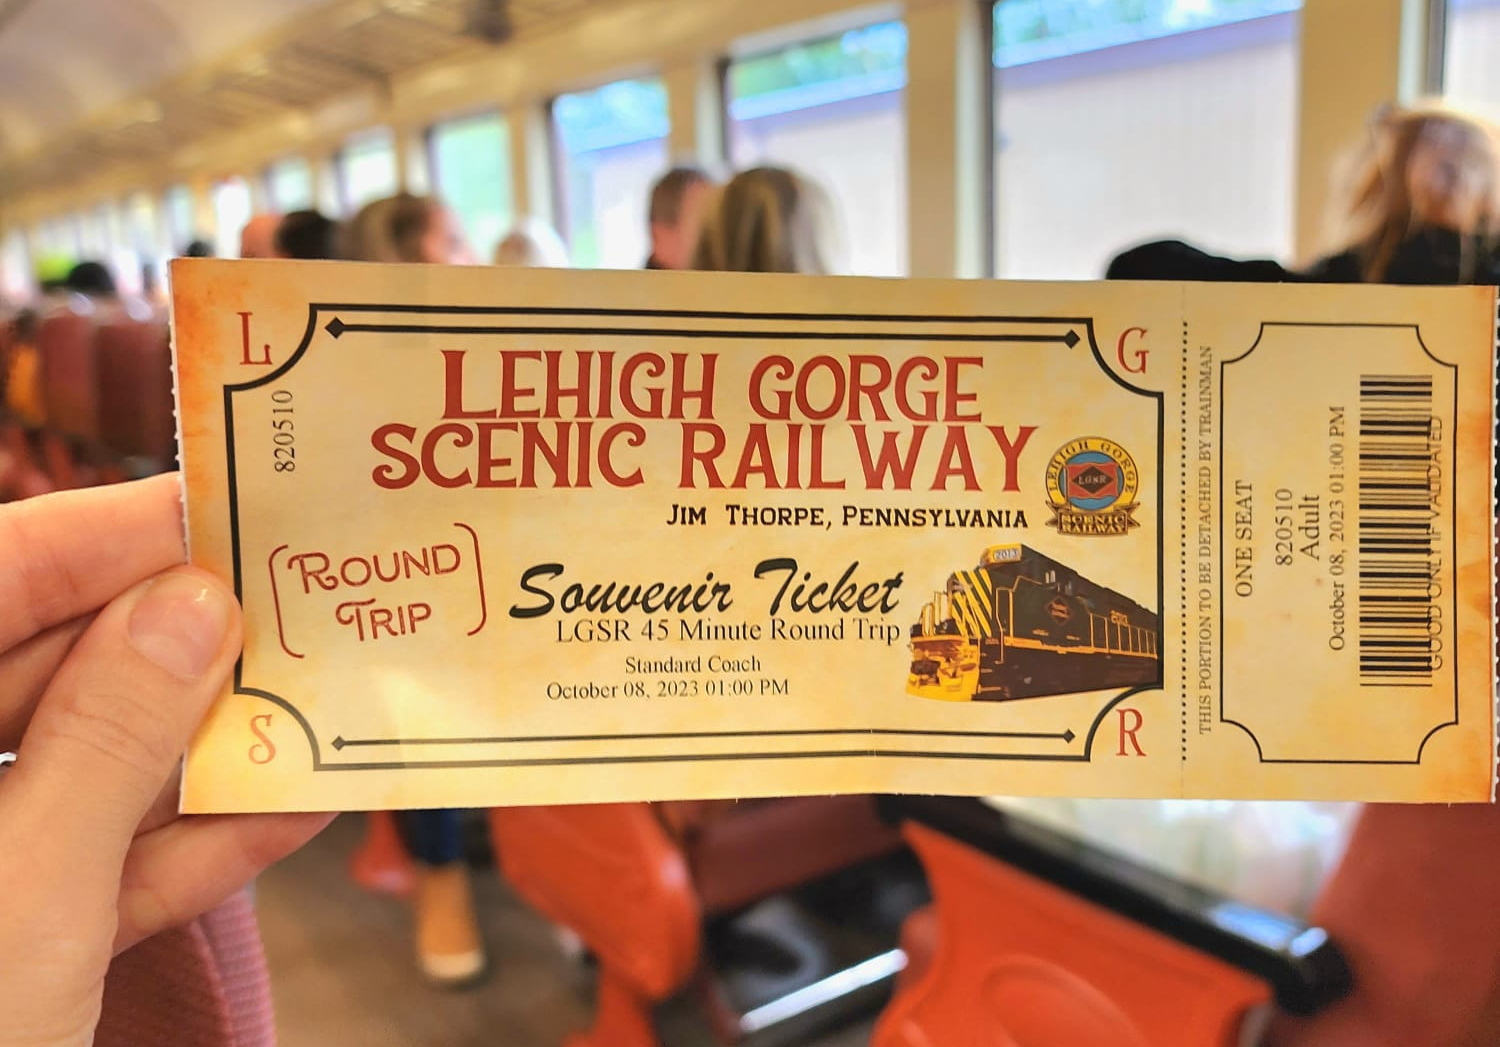 L
G
820510
LEHIGH GORGE
SCENIC RAILWAY
JIM THORPE, PENNSYLVANIA
LEHIGH GORGE
LGSR
SCENIC
RAILWAY
ROUND
TRIP
Souvenir Ticket
LGSR 45 Minute Round Trip
Standard Coach
October 08, 2023 01:00 PM
2013
S
R
THIS PORTION TO BE DETACHED BY TRAINMAN
ONE SEAT
820510
Adult
October 08, 2023 01:00 PM
GOOD ONLY IF VALIDATED